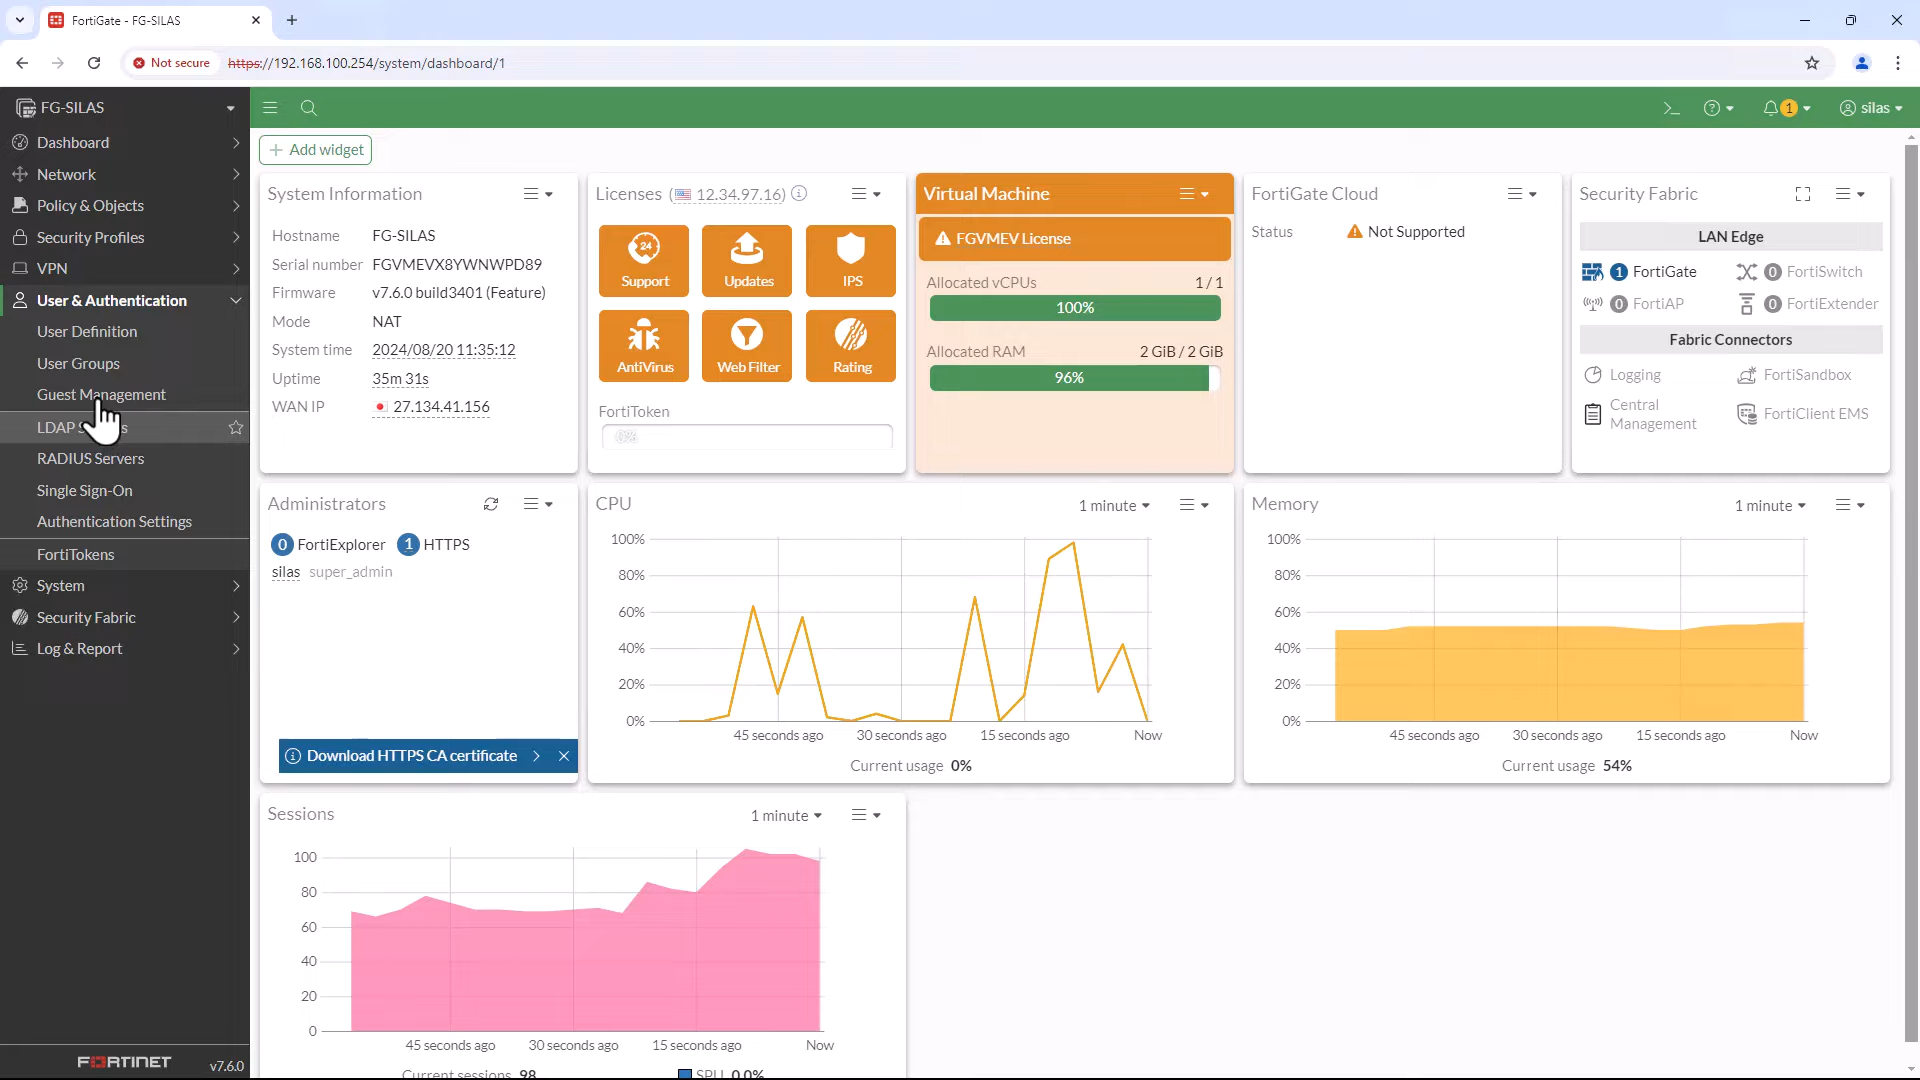 FortiGate - FG-SILAS
Not secure
https://192.168.100.254/system/dashboard/1
FG-SILAS
1
silas
Dashboard
Network
Policy & Objects
Security Profiles
VPN
User & Authentication
User Definition
User Groups
Guest Management
LDAP
RADIUS Servers
Single Sign-On
Authentication Settings
FortiTokens
System
Security Fabric
Log & Report
FORTINET
v7.6.0
Add widget
System Information
Hostname FG-SILAS
Serial number FGVMEVX8YWNWPD89
Firmware v7.6.0 build3401 (Feature)
Mode NAT
System time 2024/08/20 11:35:12
Uptime 35m 31s
WAN IP 27.134.41.156
Licenses (12.34.97.16)
24
Support
Updates
IPS
AntiVirus
Web Filter
Rating
FortiToken
0%
Virtual Machine
FGVMEV License
Allocated vCPUs 1 / 1
100%
Allocated RAM 2 GiB / 2 GiB
96%
FortiGate Cloud
Status Not Supported
Security Fabric
LAN Edge
1 FortiGate
0 FortiSwitch
0 FortiAP
0 FortiExtender
Fabric Connectors
Logging
FortiSandbox
Central
Management
FortiClient EMS
Administrators
0 FortiExplorer 1 HTTPS
silas super_admin
Download HTTPS CA certificate
CPU
1 minute
100%
80%
60%
40%
20%
0%
45 seconds ago 30 seconds ago 15 seconds ago Now
Current usage 0%
Memory
1 minute
100%
80%
60%
40%
20%
0%
45 seconds ago 30 seconds ago 15 seconds ago Now
Current usage 54%
Sessions
1 minute
100
80
60
40
20
0
45 seconds ago 30 seconds ago 15 seconds ago Now
Current sessions 98 SPU 0.0%